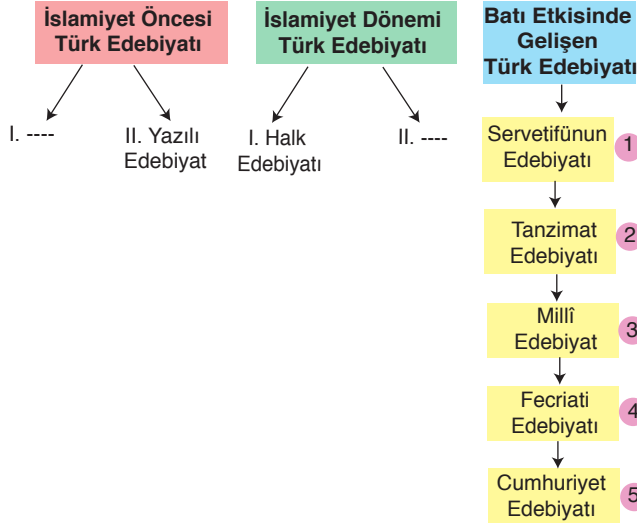 İslamiyet Öncesi
Türk Edebiyatı
I. ----
II. Yazılı
Edebiyat
İslamiyet Dönemi
Türk Edebiyatı
I. Halk
Edebiyatı
II. ----
Batı Etkisinde
Gelişen
Türk Edebiyatı
Servetifünun
Edebiyatı
1
Tanzimat
Edebiyatı
2
Millî
Edebiyat
3
Fecriati
Edebiyatı
4
Cumhuriyet
Edebiyatı
5